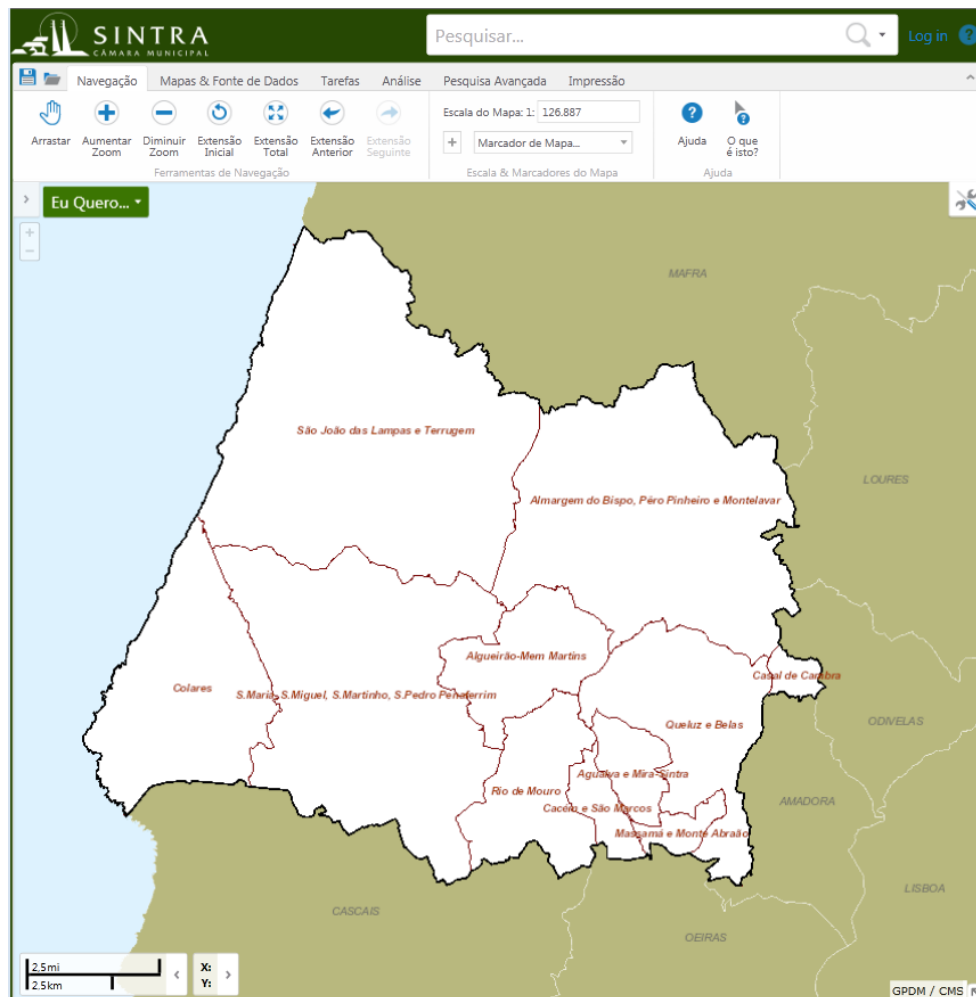 SINTRA
CÂMARA MUNICIPAL
Pesquisar...
Log in
?
Navegação
Mapas & Fonte de Dados
Tarefas
Análise
Pesquisa Avançada
Impressão
Arrastar
Aumentar Zoom
Diminuir Zoom
Extensão Inicial
Extensão Total
Extensão Anterior
Extensão Seguinte
Ferramentas de Navegação
Escala do Mapa: 1: 126.887
+ Marcador de Mapa...
Escala & Marcadores do Mapa
Ajuda
O que é isto?
Ajuda
Eu Quero...
MAFRA
São João das Lampas e Terrugem
LOURES
Almargem do Bispo, Pêro Pinheiro e Montelavar
Algueirão-Mem Martins
Casal de Cambra
Colares
S.Maria, S.Miguel, S.Martinho, S.Pedro Penaferrim
Queluz e Belas
ODIVELAS
Agualva e Mira-Sintra
Rio de Mouro
Cacém e São Marcos
AMADORA
Massamá e Monte Abraão
LISBOA
CASCAIS
OEIRAS
2.5mi
2.5km
X:
Y:
GPDM / CMS